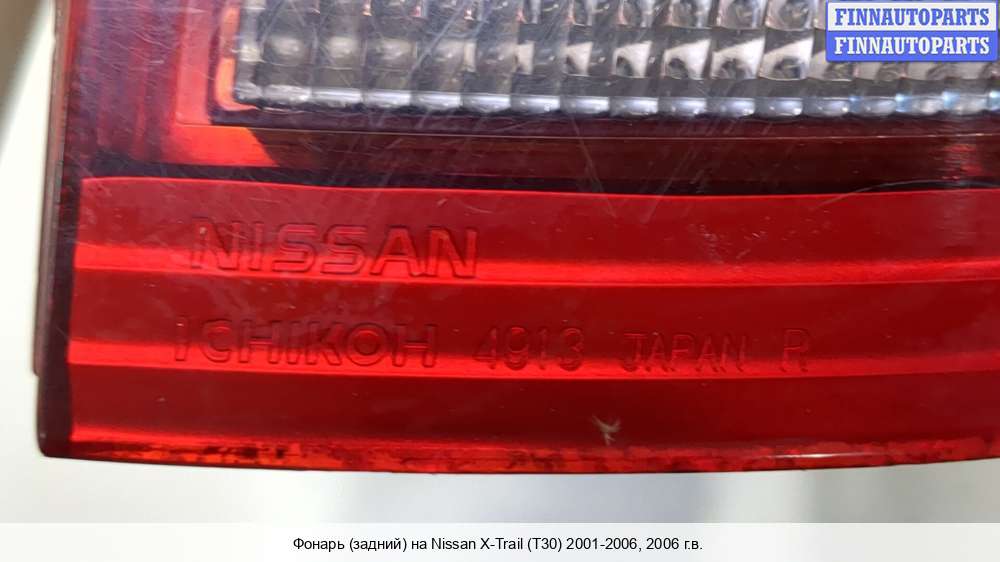 FINNAUTOPARTS
FINNAUTOPARTS
NISSAN
ICHIKOH 4913 JAPAN R
Фонарь (задний) на Nissan X-Trail (T30) 2001-2006, 2006 г.в.